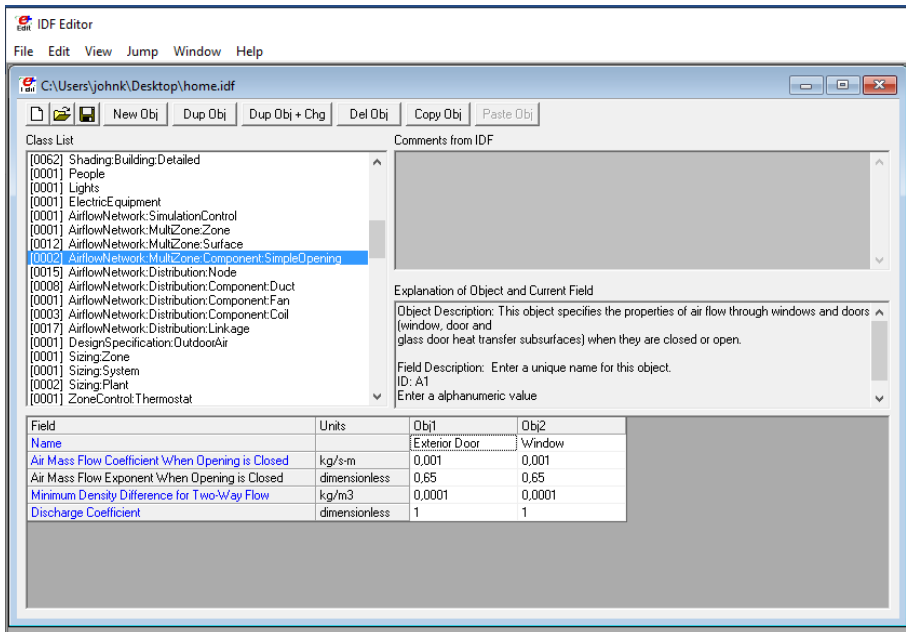 IDF Editor
File Edit View Jump Window Help
C:\Users\johnk\Desktop\home.idf
New Obj Dup Obj Dup Obj + Chg Del Obj Copy Obj Paste Obj
Class List
[0062] Shading:Building:Detailed
[0001] People
[0001] Lights
[0001] ElectricEquipment
[0001] AirflowNetwork:SimulationControl
[0001] AirflowNetwork:MultiZone:Zone
[0012] AirflowNetwork:MultiZone:Surface
[0002] AirflowNetwork:MultiZone:Component:SimpleOpening
[0015] AirflowNetwork:Distribution:Node
[0008] AirflowNetwork:Distribution:Component:Duct
[0001] AirflowNetwork:Distribution:Component:Fan
[0003] AirflowNetwork:Distribution:Component:Coil
[0017] AirflowNetwork:Distribution:Linkage
[0001] DesignSpecification:OutdoorAir
[0001] Sizing:Zone
[0001] Sizing:System
[0002] Sizing:Plant
[0001] ZoneControl:Thermostat
Comments from IDF
Explanation of Object and Current Field
Object Description: This object specifies the properties of air flow through windows and doors
(window, door and
glass door heat transfer subsurfaces) when they are closed or open.
Field Description: Enter a unique name for this object.
ID: A1
Enter a alphanumeric value
Field Units Obj1 Obj2
Name Exterior Door Window
Air Mass Flow Coefficient When Opening is Closed kg/s-m 0,001 0,001
Air Mass Flow Exponent When Opening is Closed dimensionless 0,65 0,65
Minimum Density Difference for Two-Way Flow kg/m3 0,0001 0,0001
Discharge Coefficient dimensionless 1 1